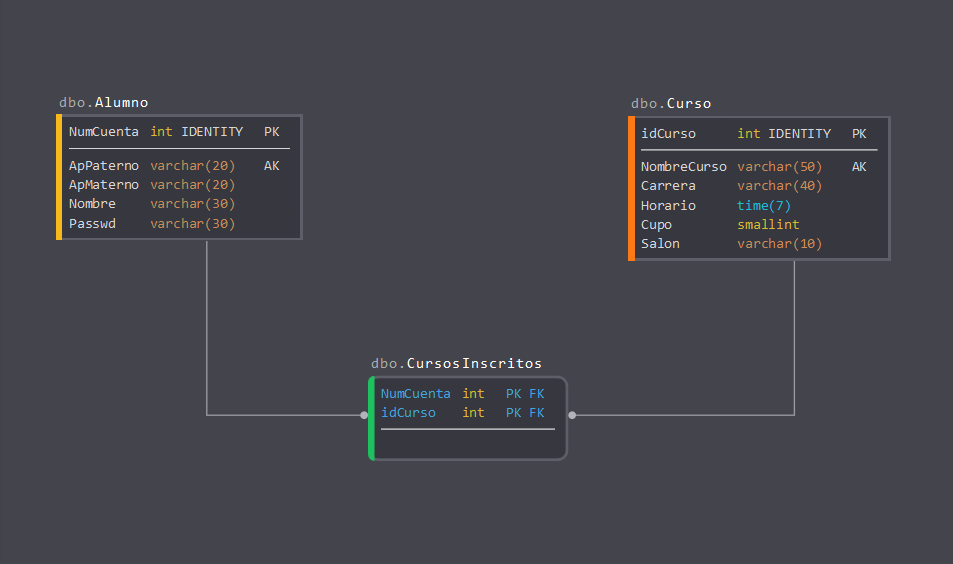 dbo.Alumno
NumCuenta int IDENTITY PK
ApPaterno varchar(20) AK
ApMaterno varchar(20)
Nombre varchar(30)
Passwd varchar(30)
dbo.Curso
idCurso int IDENTITY PK
NombreCurso varchar(50) AK
Carrera varchar(40)
Horario time(7)
Cupo smallint
Salon varchar(10)
dbo.CursosInscritos
NumCuenta int PK FK
idCurso int PK FK